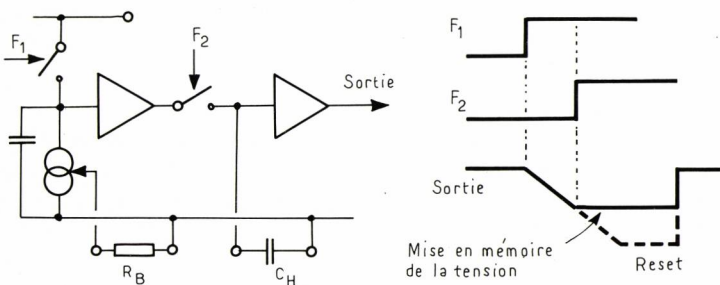 F1
F2
Sortie
RB
CH
F1
F2
Sortie
Mise en mémoire
de la tension
Reset